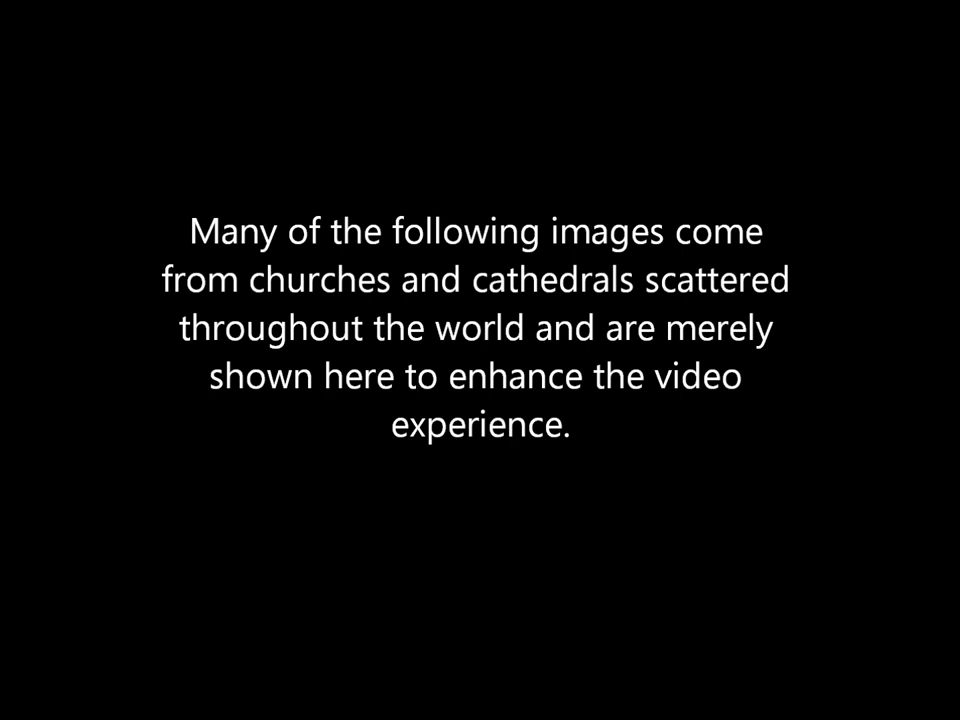 Many of the following images come
from churches and cathedrals scattered
throughout the world and are merely
shown here to enhance the video
experience.